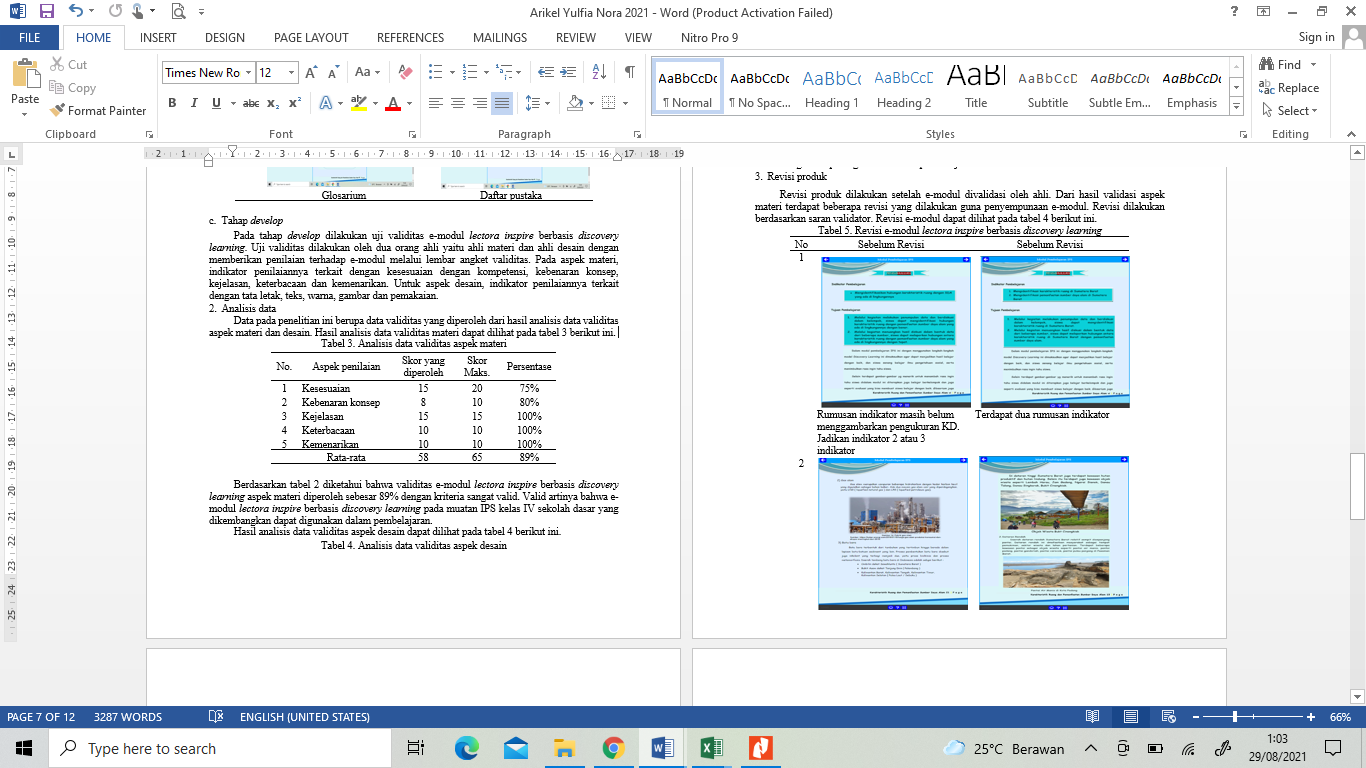 Arikel Yulfia Nora 2021 - Word (Product Activation Failed)
FILE HOME INSERT DESIGN PAGE LAYOUT REFERENCES MAILINGS REVIEW VIEW Nitro Pro 9 Sign in
Paste
Cut
Copy
Format Painter
Clipboard
Times New Ro 12
Font
Paragraph
AaBbCcDc AaBbCcDc AaBbCc AaBbCc AaBl AaBbCcD AaBbCcDc AaBbCcDc
¶ Normal ¶ No Spac... Heading 1 Heading 2 Title Subtitle Subtle Em... Emphasis
Styles
Find
Replace
Select
Editing
Glosarium Daftar pustaka
c. Tahap develop
Pada tahap develop dilakukan uji validitas e-modul lectora inspire berbasis discovery
learning. Uji validitas dilakukan oleh dua orang ahli yaitu ahli materi dan ahli desain dengan
memberikan penilaian terhadap e-modul melalui lembar angket validitas. Pada aspek materi,
indikator penilaiannya terkait dengan kesesuaian dengan kompetensi, kebenaran konsep,
kejelasan, keterbacaan dan kemenarikan. Untuk aspek desain, indikator penilaiannya terkait
dengan tata letak, teks, warna, gambar dan pemakaian.
2. Analisis data
Data pada penelitian ini berupa data validitas yang diperoleh dari hasil analisis data validitas
aspek materi dan desain. Hasil analisis data validitas materi dapat dilihat pada tabel 3 berikut ini.
Tabel 3. Analisis data validitas aspek materi
No. Aspek penilaian Skor yang diperoleh Skor Maks. Persentase
1 Kesesuaian 15 20 75%
2 Kebenaran konsep 8 10 80%
3 Kejelasan 15 15 100%
4 Keterbacaan 10 10 100%
5 Kemenarikan 10 10 100%
Rata-rata 58 65 89%
Berdasarkan tabel 2 diketahui bahwa validitas e-modul lectora inspire berbasis discovery
learning aspek materi diperoleh sebesar 89% dengan kriteria sangat valid. Valid artinya bahwa e-
modul lectora inspire berbasis discovery learning pada muatan IPS kelas IV sekolah dasar yang
dikembangkan dapat digunakan dalam pembelajaran.
Hasil analisis data validitas aspek desain dapat dilihat pada tabel 4 berikut ini.
Tabel 4. Analisis data validitas aspek desain
3. Revisi produk
Revisi produk dilakukan setelah e-modul divalidasi oleh ahli. Dari hasil validasi aspek
materi terdapat beberapa revisi yang dilakukan guna penyempunaan e-modul. Revisi dilakukan
berdasarkan saran validator. Revisi e-modul dapat dilihat pada tabel 4 berikut ini.
Tabel 5. Revisi e-modul lectora inspire berbasis discovery learning
No Sebelum Revisi Sebelum Revisi
1
Rumusan indikator masih belum
menggambarkan pengukuran KD.
Jadikan indikator 2 atau 3
indikator
Terdapat dua rumusan indikator
2
PAGE 7 OF 12 3287 WORDS ENGLISH (UNITED STATES) 66%
Type here to search
25°C Berawan
1:03
29/08/2021